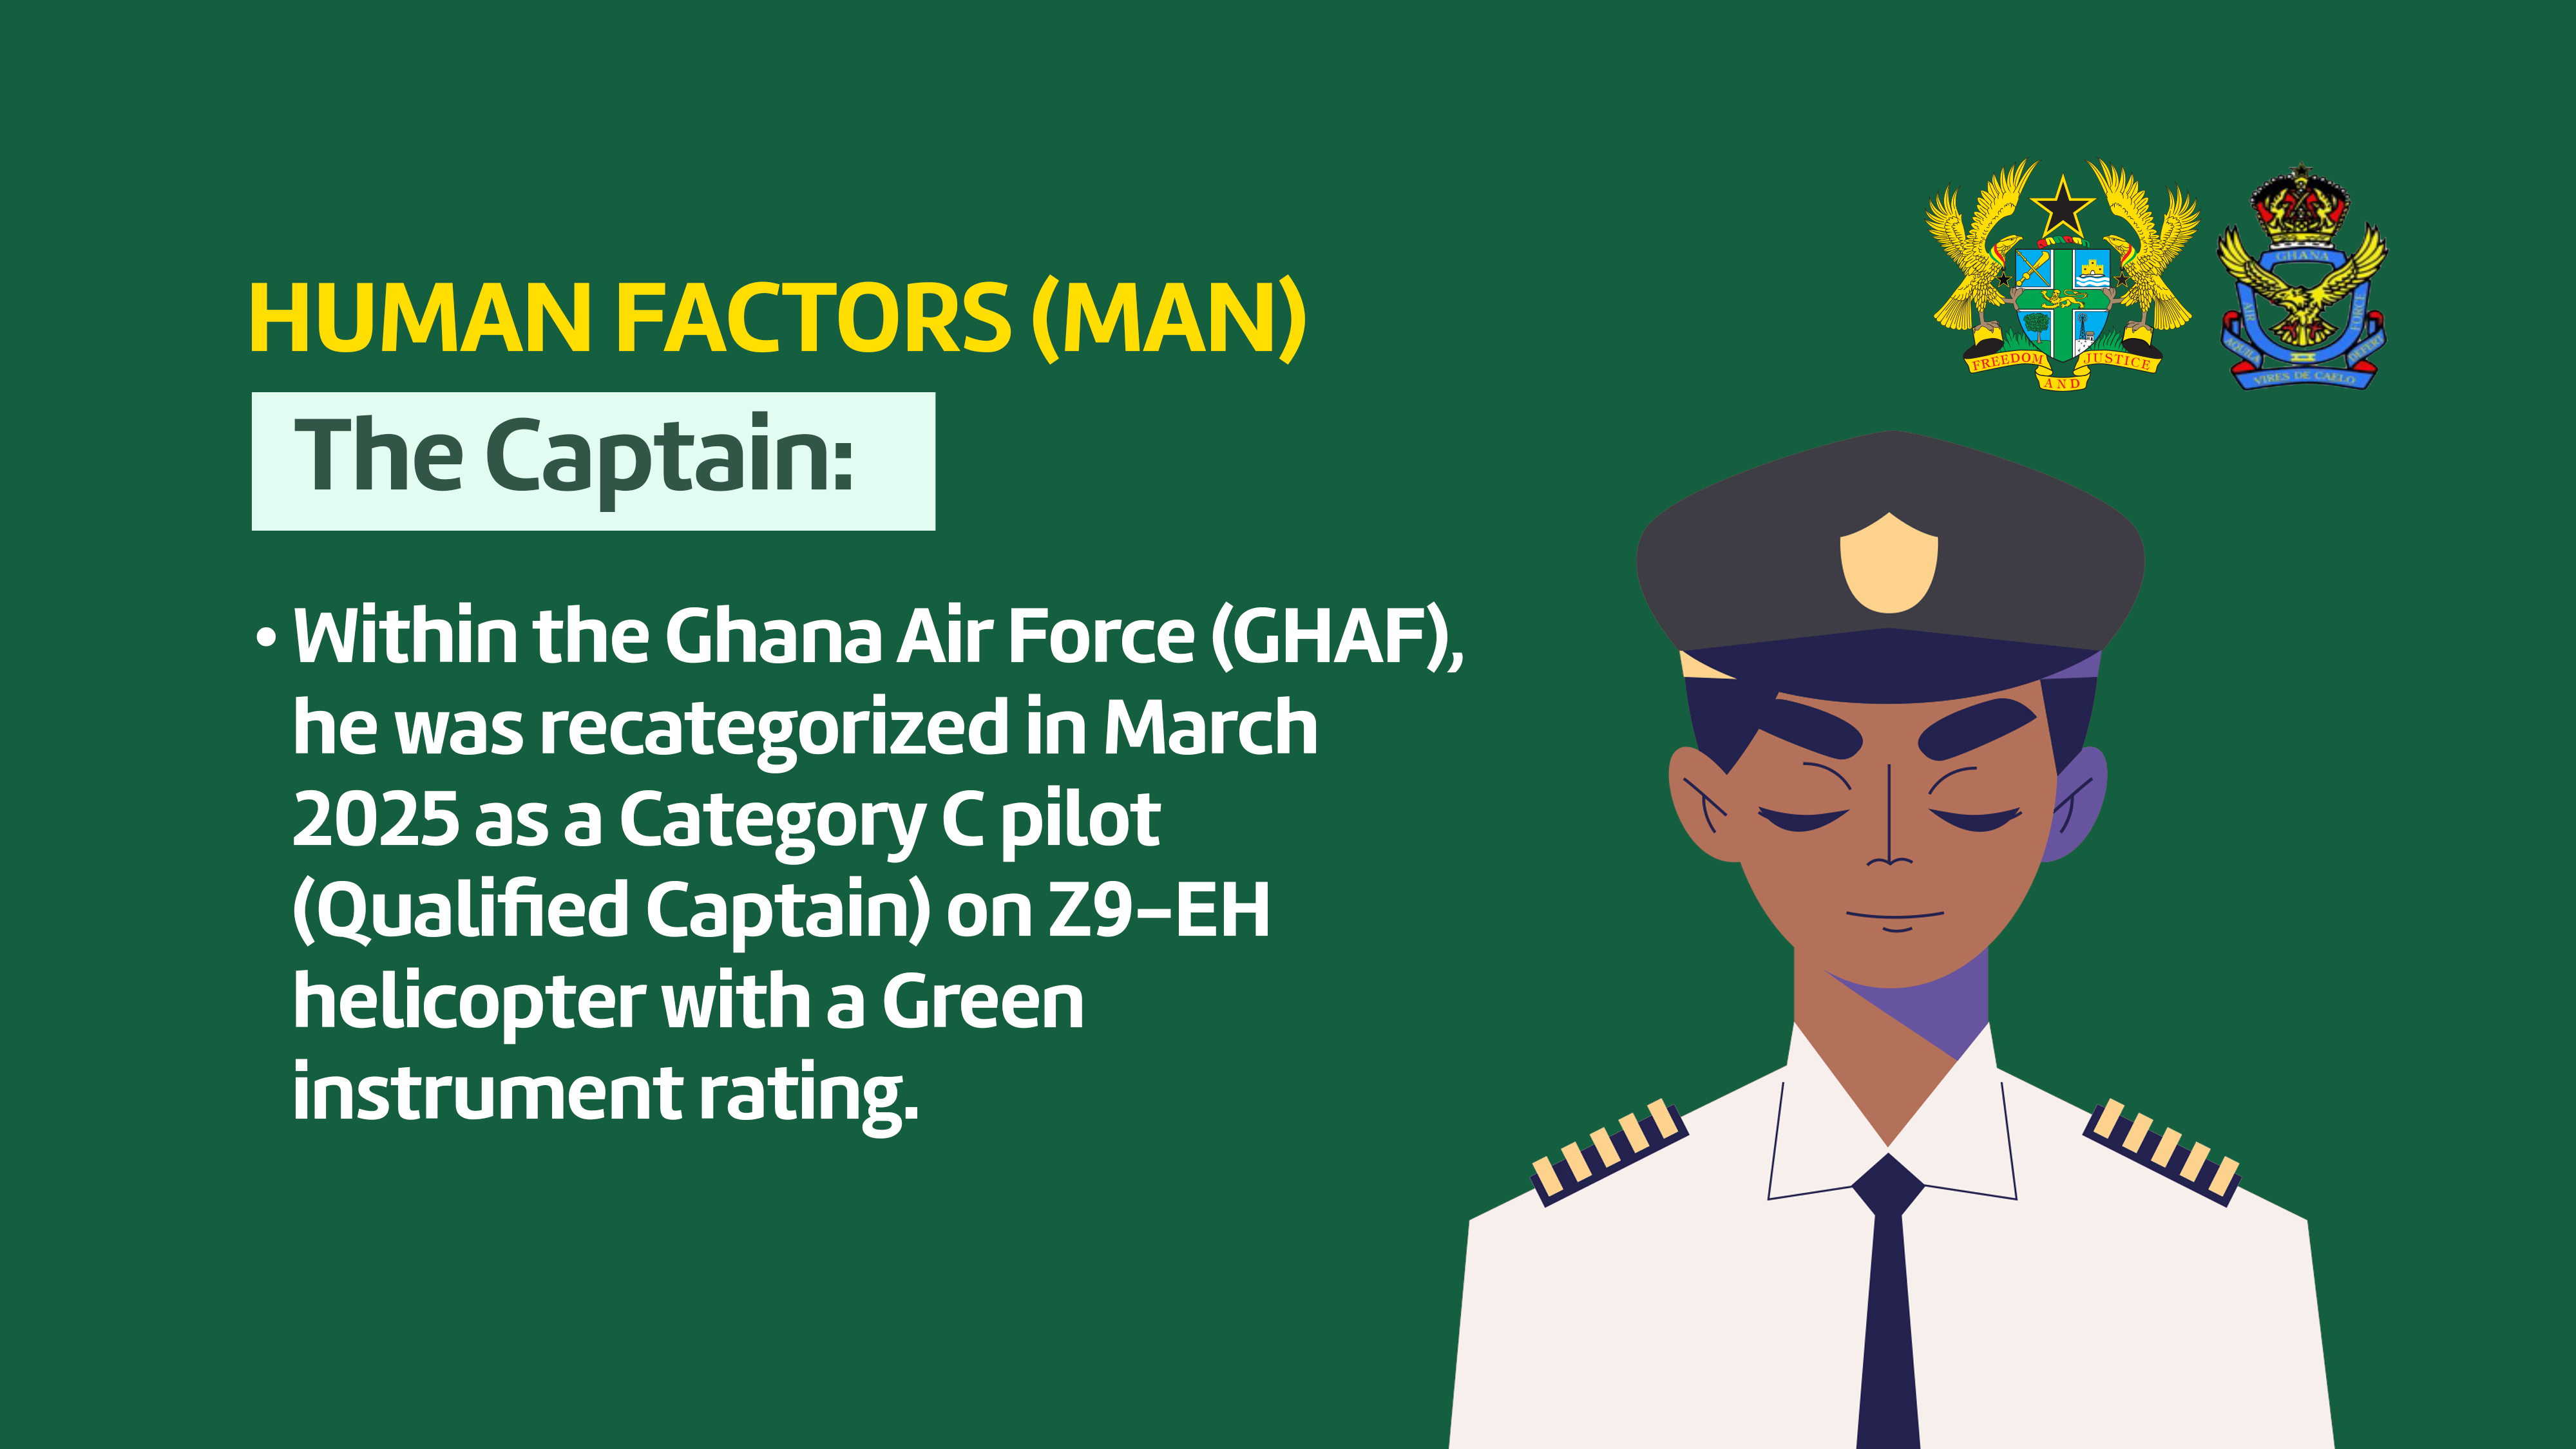 HUMAN FACTORS (MAN)
The Captain:
• Within the Ghana Air Force (GHAF),
he was recategorized in March
2025 as a Category C pilot
(Qualified Captain) on Z9–EH
helicopter with a Green
instrument rating.
FREEDOM JUSTICE
AND
GHANA
AIR FORCE
AQUILA DEFERT
VIRES DE CAELO